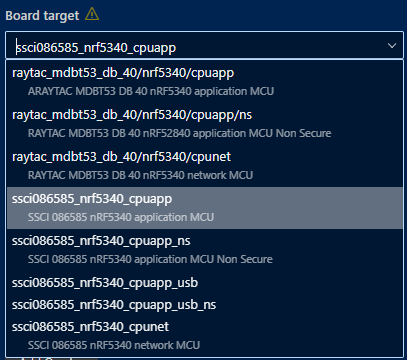 Board target
ssci086585_nrf5340_cpuapp
raytac_mdbt53_db_40/nrf5340/cpuapp
ARAYTAC MDBT53 DB 40 nRF5340 application MCU
raytac_mdbt53_db_40/nrf5340/cpuapp/ns
RAYTAC MDBT53 DB 40 nRF52840 application MCU Non Secure
raytac_mdbt53_db_40/nrf5340/cpunet
RAYTAC MDBT53 DB 40 nRF5340 network MCU
ssci086585_nrf5340_cpuapp
SSCI 086585 nRF5340 application MCU
ssci086585_nrf5340_cpuapp_ns
SSCI 086585 nRF5340 application MCU Non Secure
ssci086585_nrf5340_cpuapp_usb
ssci086585_nrf5340_cpuapp_usb_ns
ssci086585_nrf5340_cpunet
SSCI 086585 nRF5340 network MCU